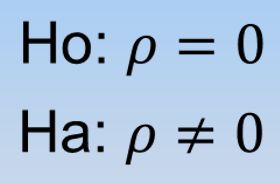 Ho: 𝜌 = 0
Ha: 𝜌 ≠ 0